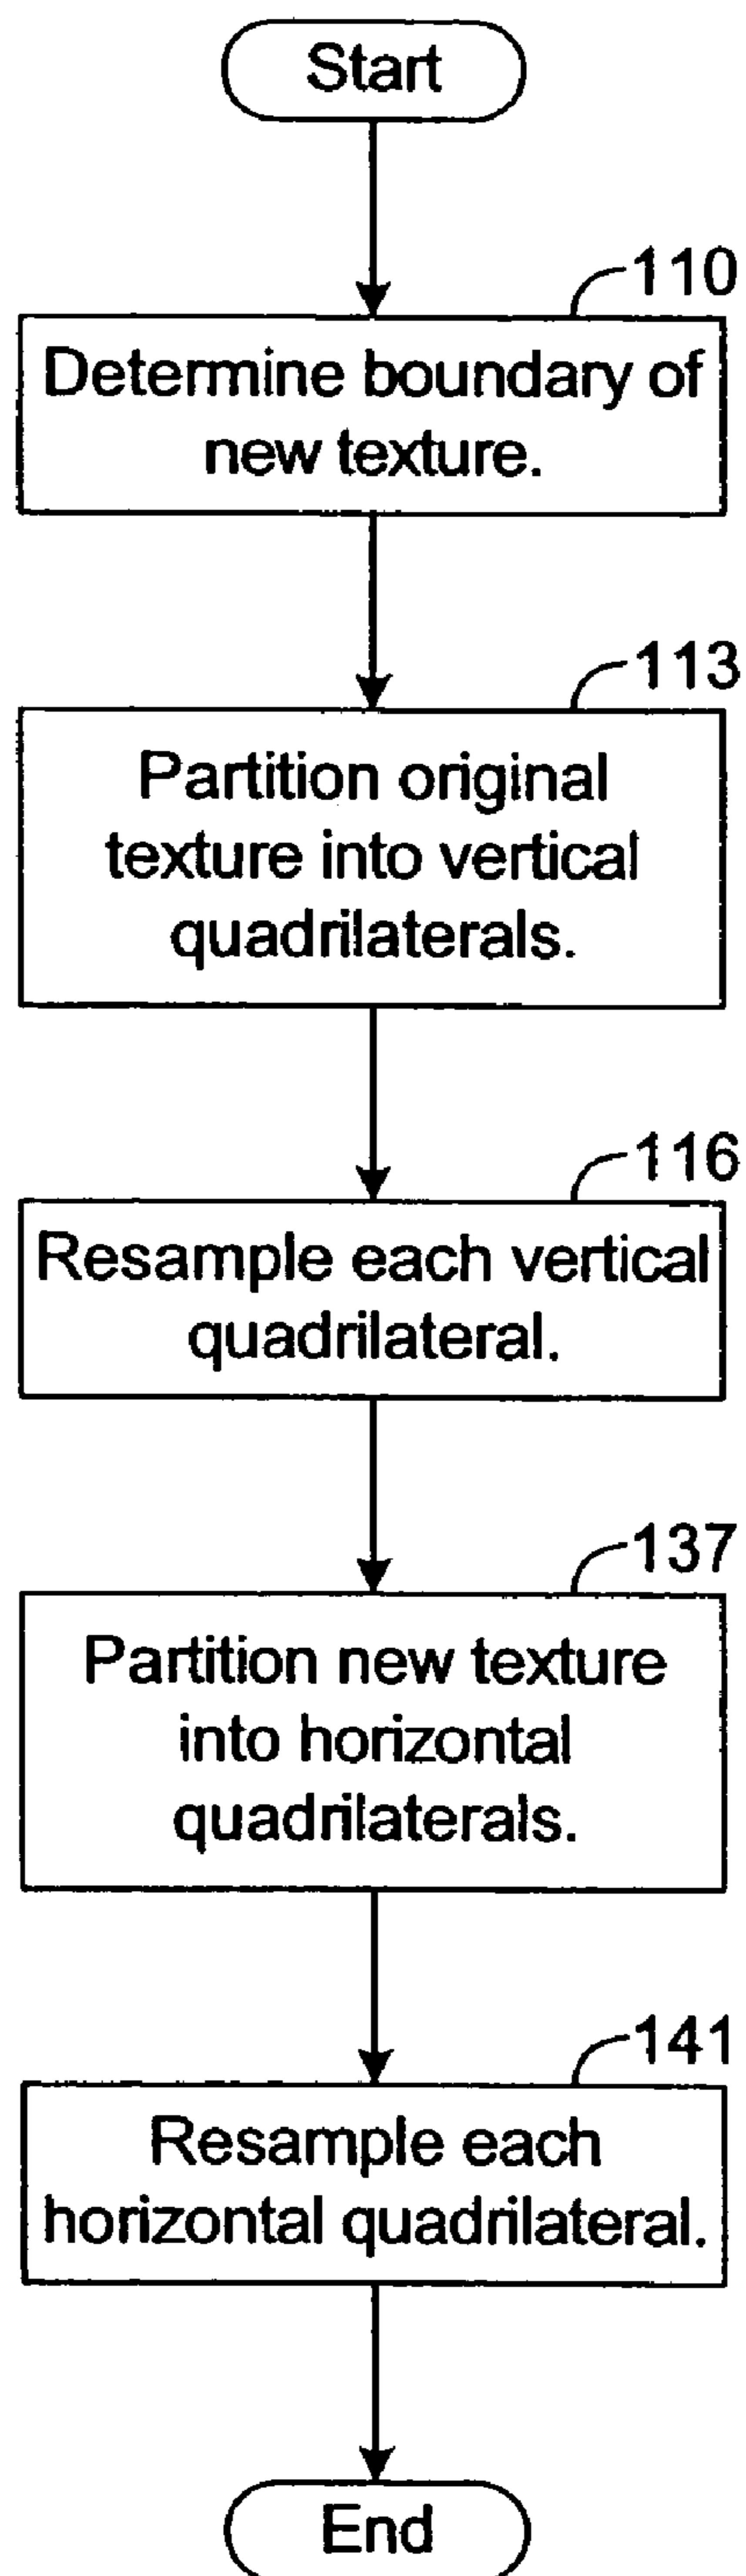 Start
110
Determine boundary of
new texture.
113
Partition original
texture into vertical
quadrilaterals.
116
Resample each vertical
quadrilateral.
137
Partition new texture
into horizontal
quadrilaterals.
141
Resample each
horizontal quadrilateral.
End